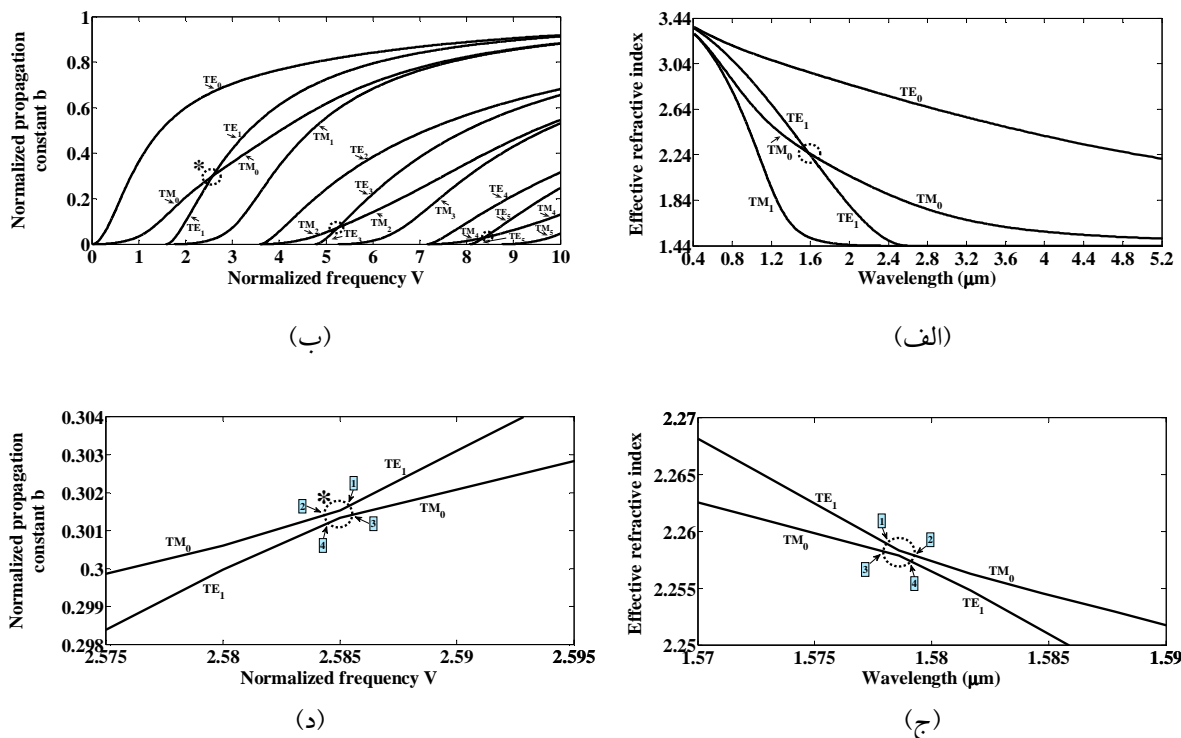 1
0.8
0.6
0.4
0.2
0
Normalized propagation
constant b
TE0
TE1
*
TM0
TM0
TE1
TM1
TE2
TE3
TM2
TE3
TM2
TM3
TE4
TE5
TM4
TM4
TE5
TM5
0 1 2 3 4 5 6 7 8 9 10
Normalized frequency V
(ب)
3.44
3.04
2.64
2.24
2.04
1.84
1.44
Effective refractive index
TE0
TE1
TM0
TM1
TE1
TM0
0.4 0.8 1.2 1.6 2 2.4 2.8 3.2 3.6 4 4.4 4.8 5.2
Wavelength (μm)
(الف)
0.304
0.303
0.302
0.301
0.3
0.299
0.298
Normalized propagation
constant b
TE1
TM0
TM0
TE1
*
1
2
3
4
2.575 2.58 2.585 2.59 2.595
Normalized frequency V
(د)
2.27
2.265
2.26
2.255
2.25
Effective refractive index
TE1
TM0
TM0
TE1
1
2
3
4
1.57 1.575 1.58 1.585 1.59
Wavelength (μm)
(ج)